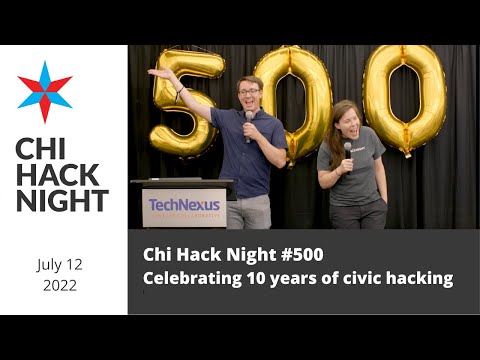 CHI
HACK
NIGHT
July 12
2022
500
TechNexus
Chi Hack Night #500
Celebrating 10 years of civic hacking